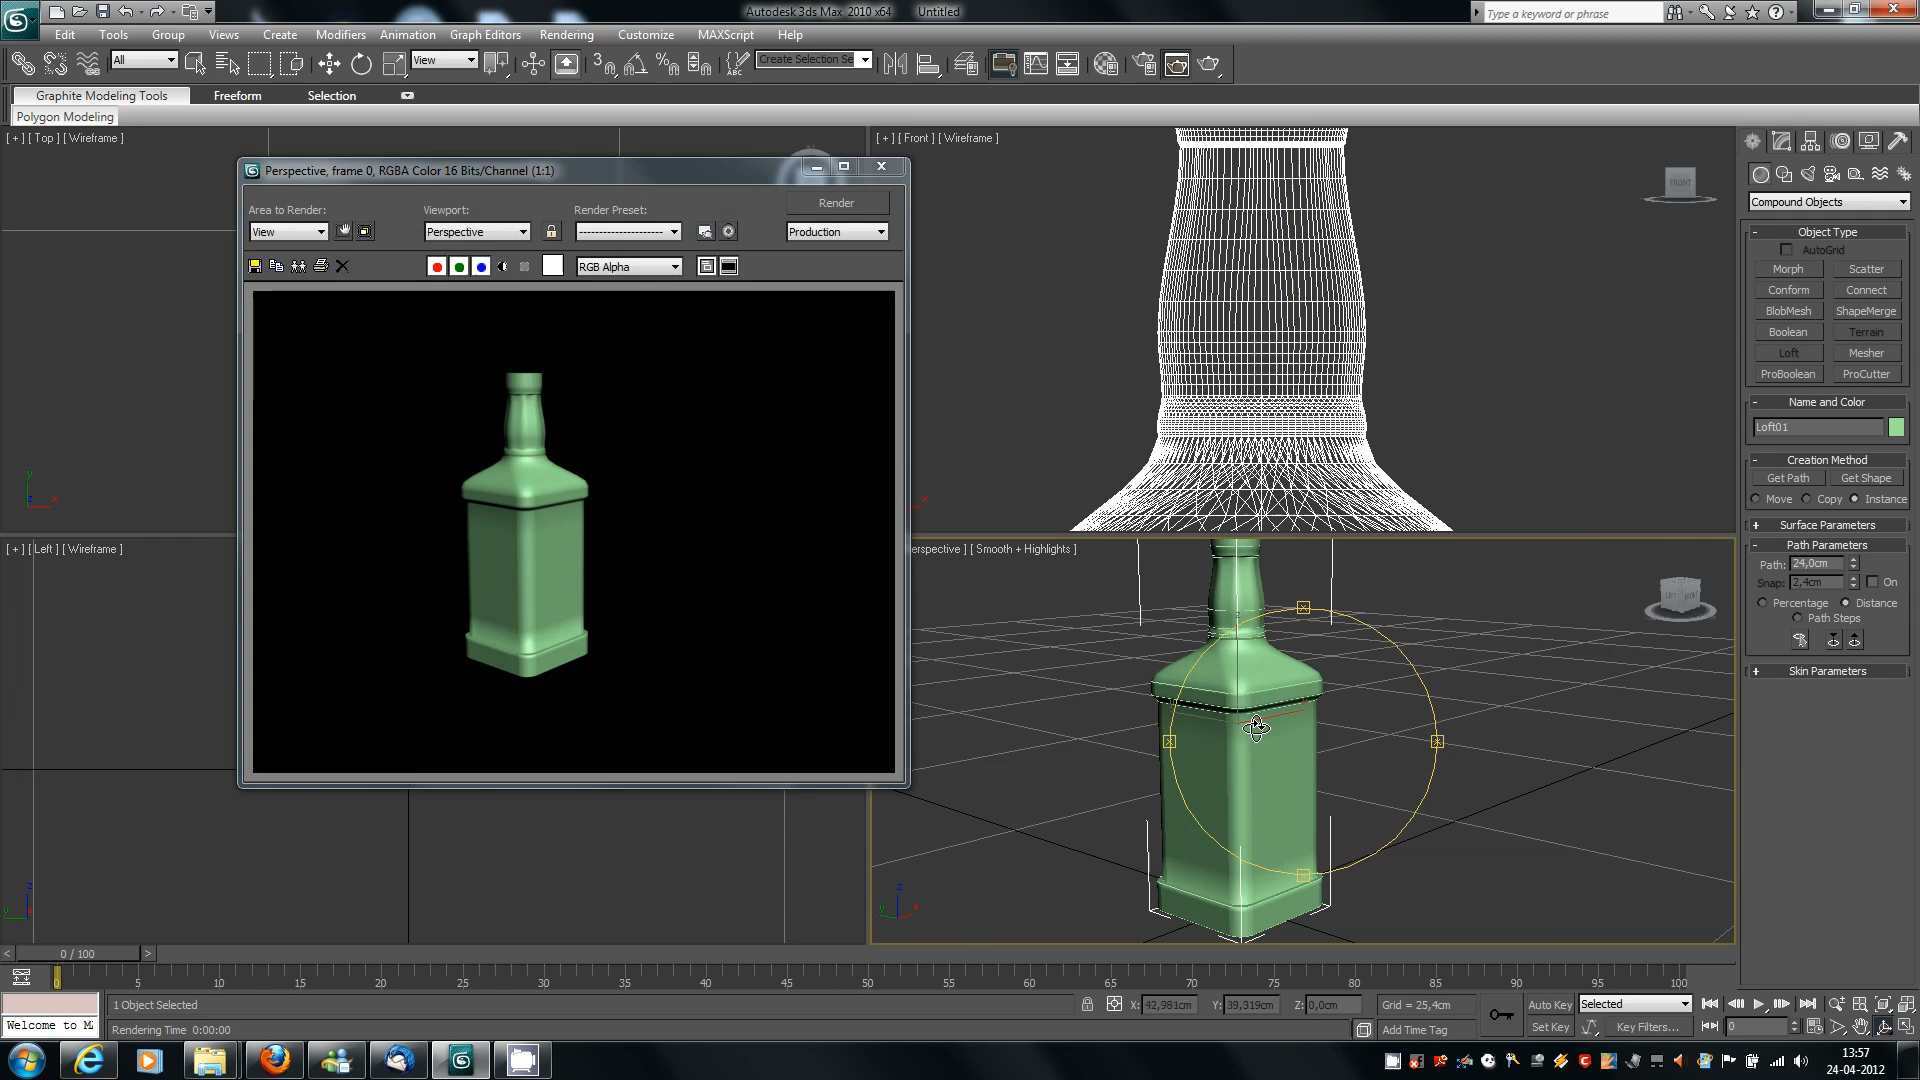 Autodesk 3ds Max 2010 x64 Untitled
Type a keyword or phrase
Edit Tools Group Views Create Modifiers Animation Graph Editors Rendering Customize MAXScript Help
All View Create Selection Se
Graphite Modeling Tools Freeform Selection
Polygon Modeling
[ + ] [ Top ] [ Wireframe ]
[ + ] [ Front ] [ Wireframe ]
Perspective, frame 0, RGBA Color 16 Bits/Channel (1:1)
Area to Render: Viewport: Render Preset: Render
View Perspective Production
RGB Alpha
FRONT
Compound Objects
Object Type
AutoGrid
Morph Scatter
Conform Connect
BlobMesh ShapeMerge
Boolean Terrain
Loft Mesher
ProBoolean ProCutter
Name and Color
Loft01
Creation Method
Get Path Get Shape
Move Copy Instance
Surface Parameters
Path Parameters
Path: 24,0cm
Snap: 2,4cm On
Percentage Distance
Path Steps
Skin Parameters
[ + ] [ Left ] [ Wireframe ]
erspective ] [ Smooth + Highlights ]
LEFT FRONT
0 / 100
0 5 10 15 20 25 30 35 40 45 50 55 60 65 70 75 80 85 90 95 100
1 Object Selected X: 42,981cm Y: 39,319cm Z: 0,0cm Grid = 25,4cm Auto Key Selected
Welcome to M Rendering Time 0:00:00 Add Time Tag Set Key Key Filters... 0
13:57
24-04-2012